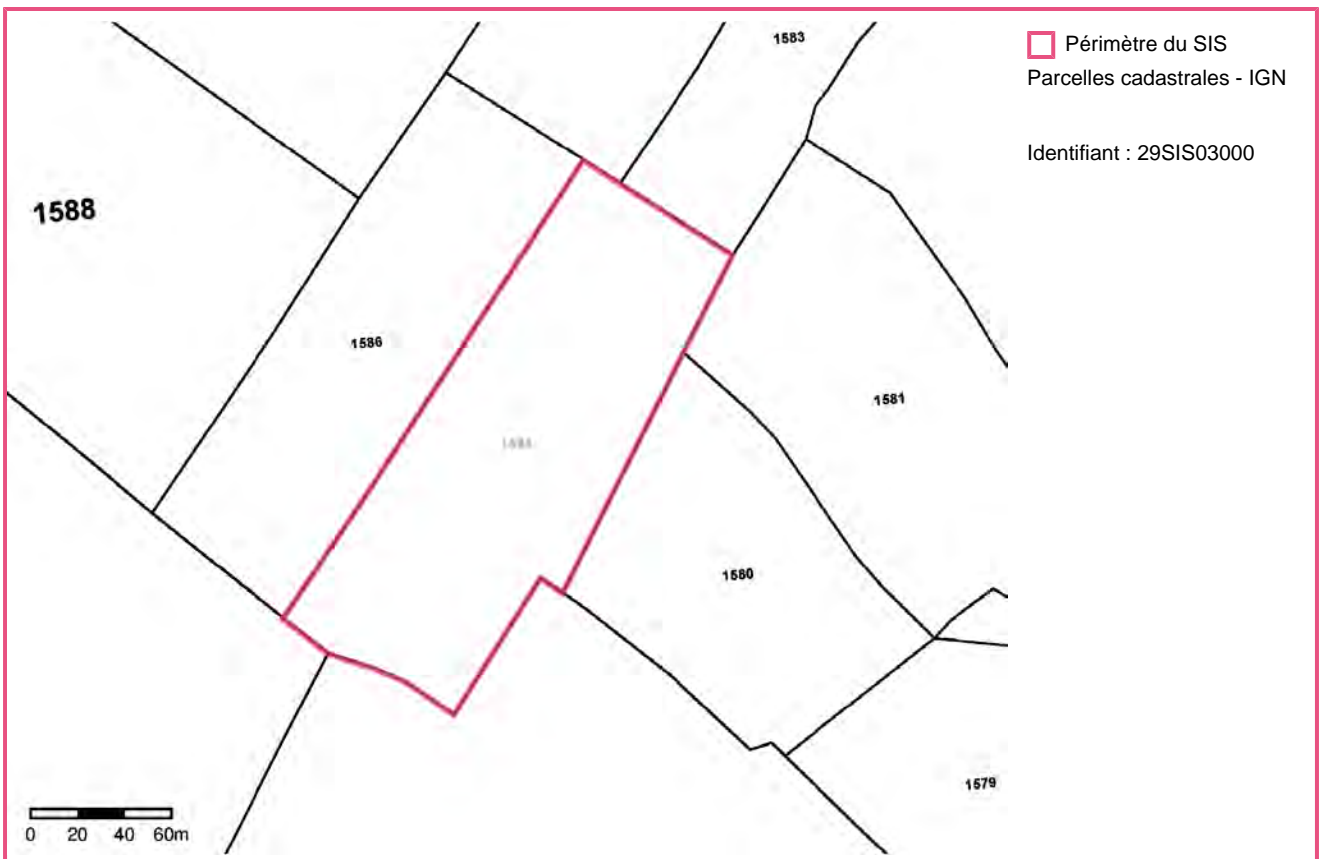 1583
Périmètre du SIS
Parcelles cadastrales - IGN
Identifiant : 29SIS03000
1588
1586
1581
1580
1579
0 20 40 60m